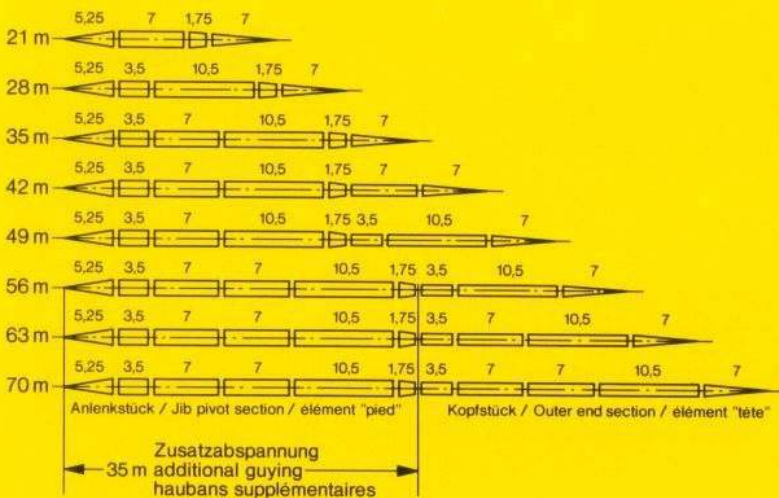 5,25 7 1,75 7
21 m
5,25 3,5 10,5 1,75 7
28 m
5,25 3,5 7 10,5 1,75 7
35 m
5,25 3,5 7 10,5 1,75 7 7
42 m
5,25 3,5 7 10,5 1,75 3,5 10,5 7
49 m
5,25 3,5 7 7 10,5 1,75 3,5 10,5 7
56 m
5,25 3,5 7 7 10,5 1,75 3,5 7 10,5 7
63 m
5,25 3,5 7 7 10,5 1,75 3,5 7 7 10,5 7
70 m
Anlenkstück / Jib pivot section / élément "pied" Kopfstück / Outer end section / élément "tête"
Zusatzabspannung
35 m additional guying
haubans supplémentaires